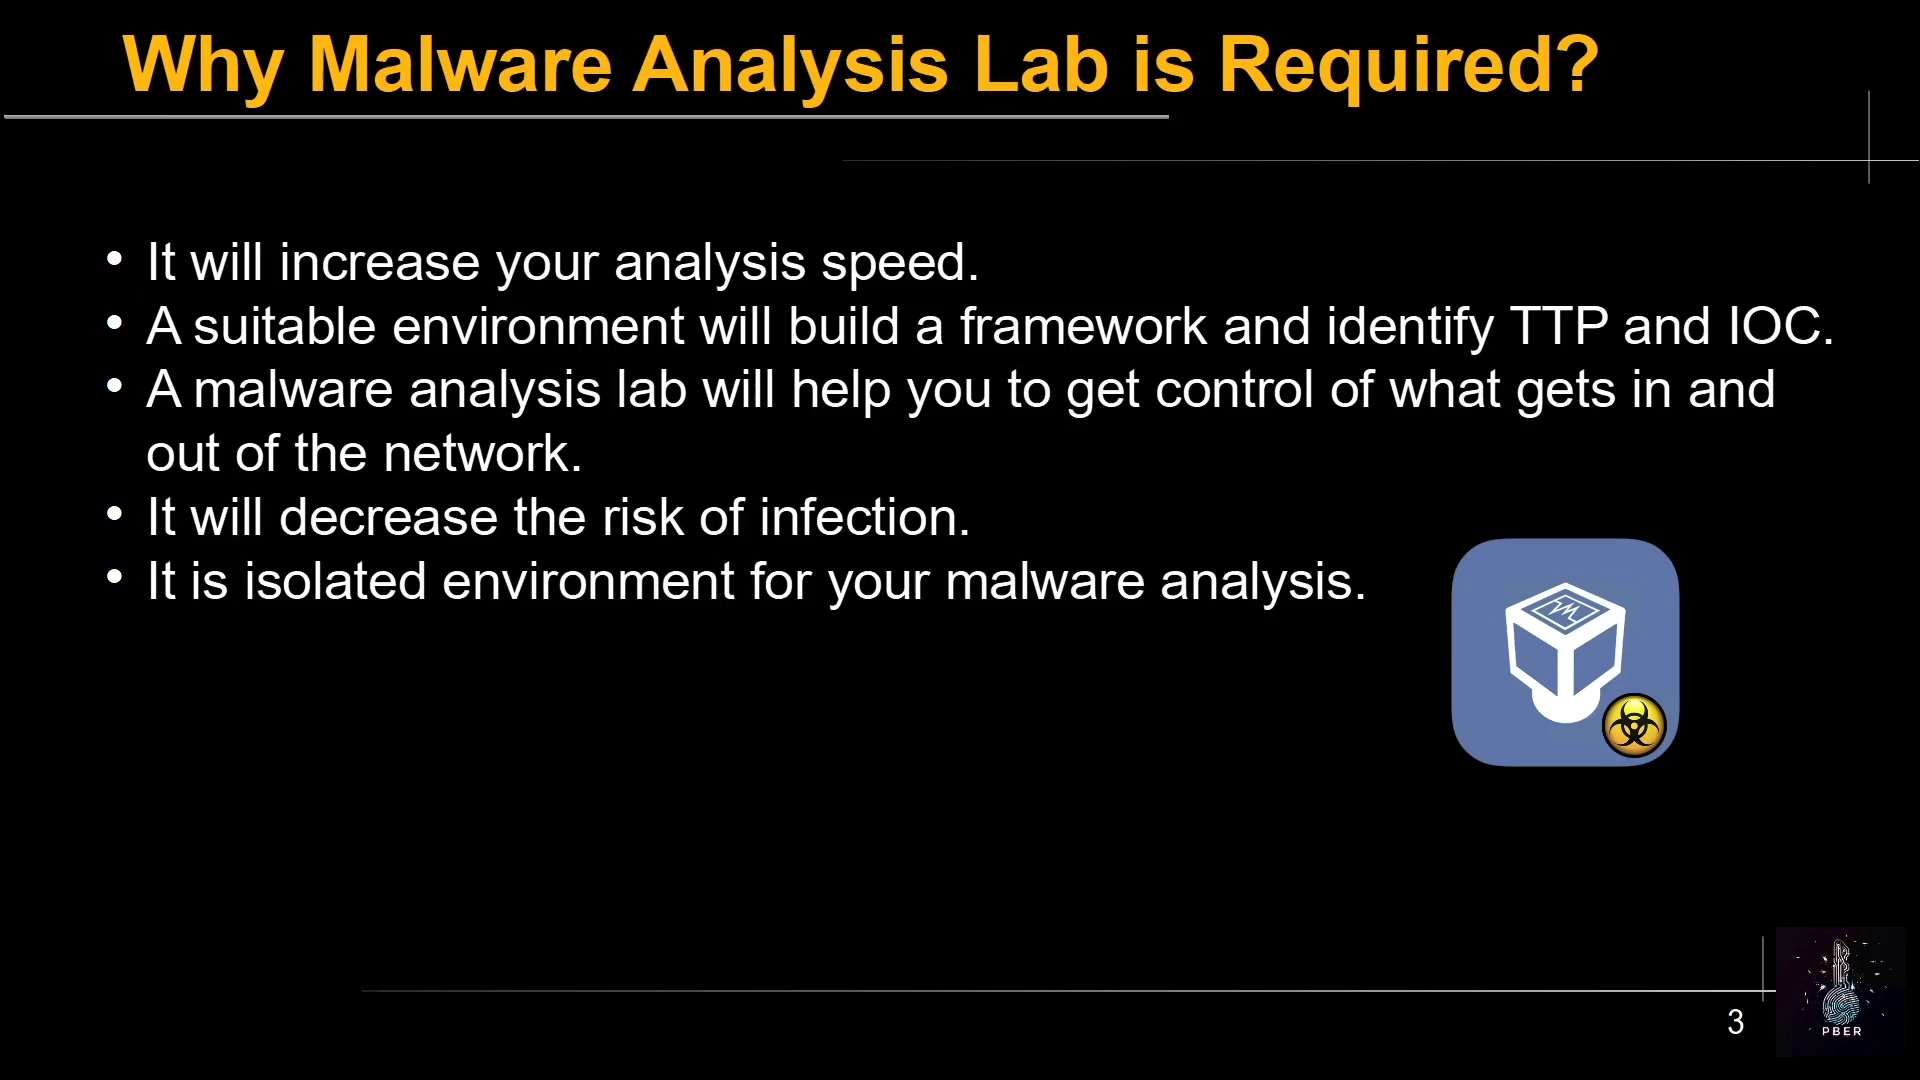 Why Malware Analysis Lab is Required?
• It will increase your analysis speed.
• A suitable environment will build a framework and identify TTP and IOC.
• A malware analysis lab will help you to get control of what gets in and
out of the network.
• It will decrease the risk of infection.
• It is isolated environment for your malware analysis.
3
PBER